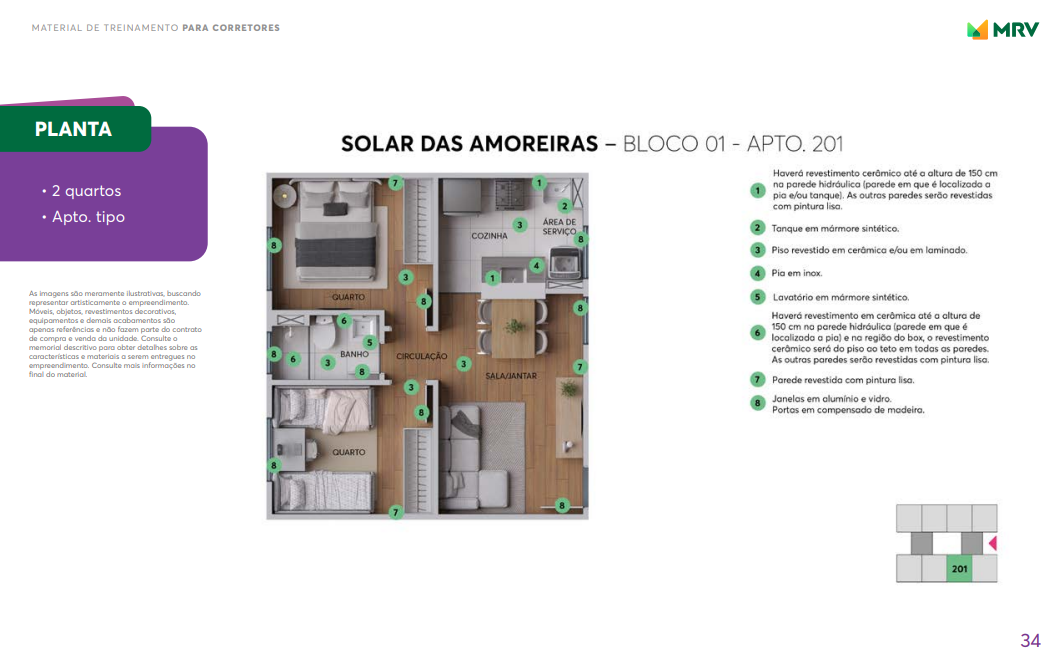 MATERIAL DE TREINAMENTO PARA CORRETORES
MRV
PLANTA
• 2 quartos
• Apto. tipo
As imagens são meramente ilustrativas, buscando
representar artisticamente o empreendimento.
Móveis, objetos, revestimentos decorativos,
equipamentos e demais acabamentos são
apenas referências e não fazem parte do contrato
de compra e venda da unidade. Consulte o
memorial descritivo para obter detalhes sobre as
características e materiais a serem entregues no
empreendimento. Consulte mais informações no
final do material.
SOLAR DAS AMOREIRAS – BLOCO 01 - APTO. 201
7
1
2
3
ÁREA DE
SERVIÇO
COZINHA
8
8
4
3
1
QUARTO
8
8
6
5
8
6
3
BANHO
CIRCULAÇÃO
3
7
8
SALA/JANTAR
3
8
QUARTO
8
7
8
1
Haverá revestimento cerâmico até a altura de 150 cm
na parede hidráulica (parede em que é localizada a
pia e/ou tanque). As outras paredes serão revestidas
com pintura lisa.
2 Tanque em mármore sintético.
3 Piso revestido em cerâmica e/ou em laminado.
4 Pia em inox.
5 Lavatório em mármore sintético.
6
Haverá revestimento em cerâmica até a altura de
150 cm na parede hidráulica (parede em que é
localizada a pia) e na região do box, o revestimento
cerâmico será do piso ao teto em todas as paredes.
As outras paredes serão revestidas com pintura lisa.
7 Parede revestida com pintura lisa.
8
Janelas em alumínio e vidro.
Portas em compensado de madeira.
201
34